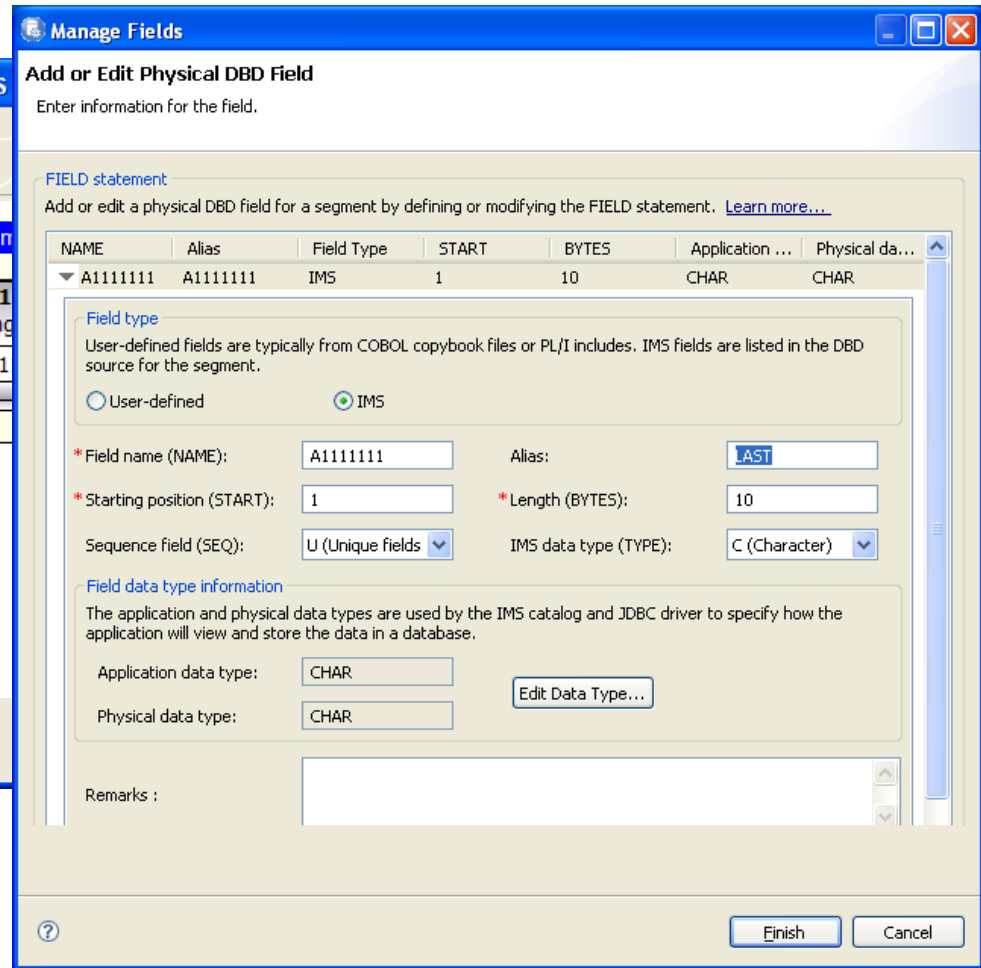 Manage Fields
Add or Edit Physical DBD Field
Enter information for the field.
FIELD statement
Add or edit a physical DBD field for a segment by defining or modifying the FIELD statement. Learn more...
NAME Alias Field Type START BYTES Application ... Physical da...
A1111111 A1111111 IMS 1 10 CHAR CHAR
Field type
User-defined fields are typically from COBOL copybook files or PL/I includes. IMS fields are listed in the DBD
source for the segment.
User-defined IMS
*Field name (NAME): A1111111 Alias: LAST
*Starting position (START): 1 *Length (BYTES): 10
Sequence field (SEQ): U (Unique fields IMS data type (TYPE): C (Character)
Field data type information
The application and physical data types are used by the IMS catalog and JDBC driver to specify how the
application will view and store the data in a database.
Application data type: CHAR
Edit Data Type...
Physical data type: CHAR
Remarks :
? Finish Cancel